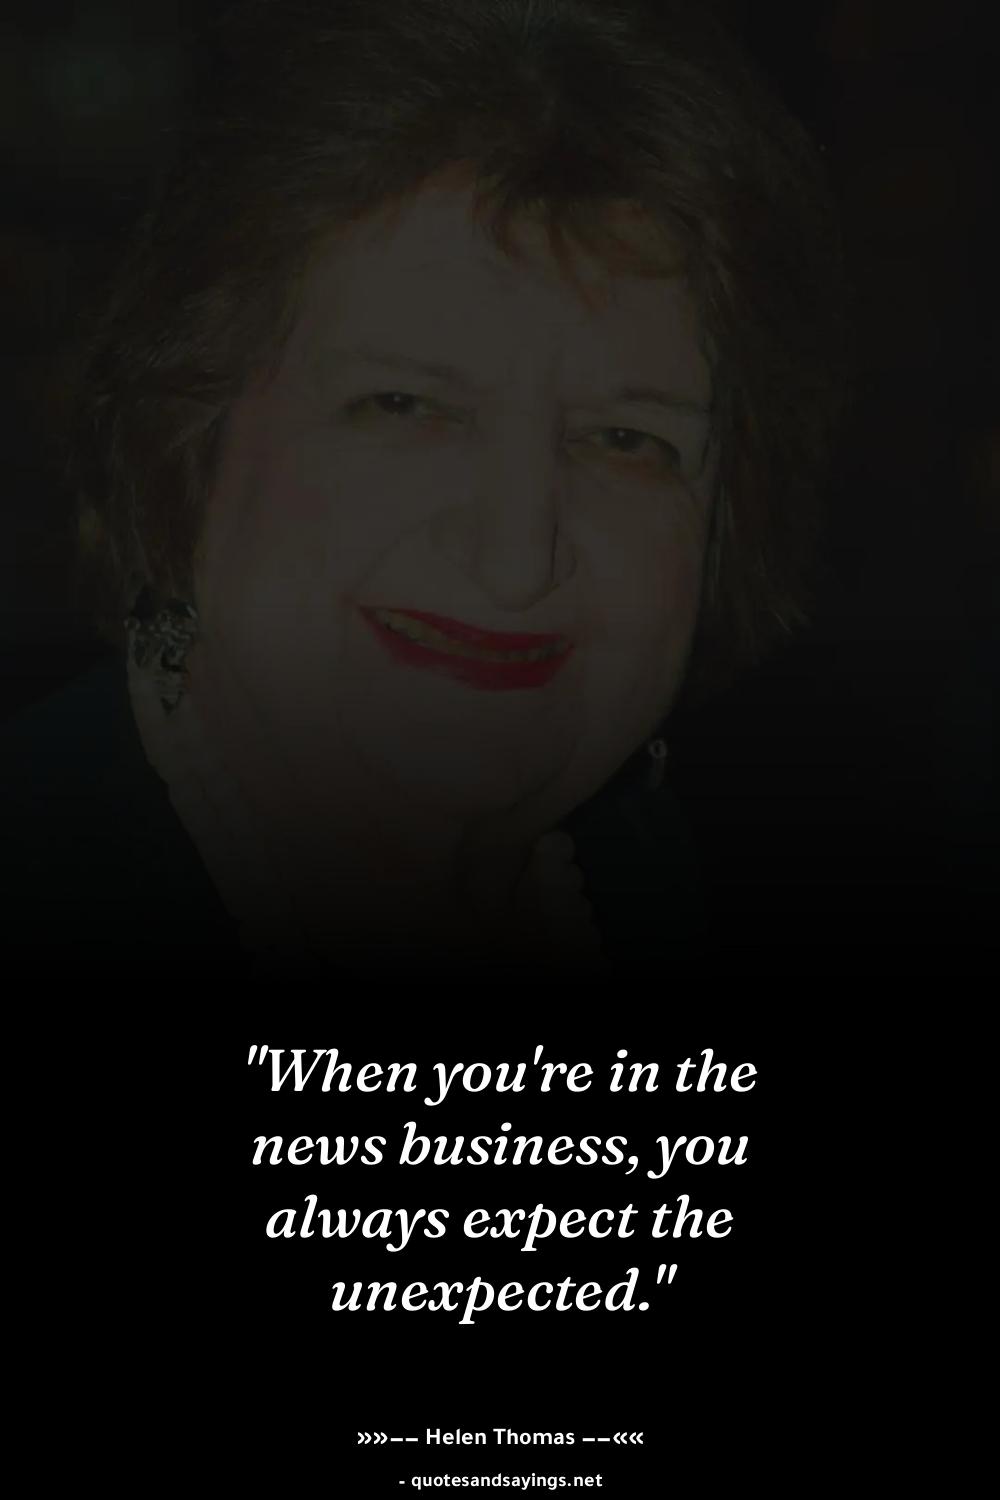 "When you're in the
news business, you
always expect the
unexpected."
»»−− Helen Thomas −−««
- quotesandsayings.net